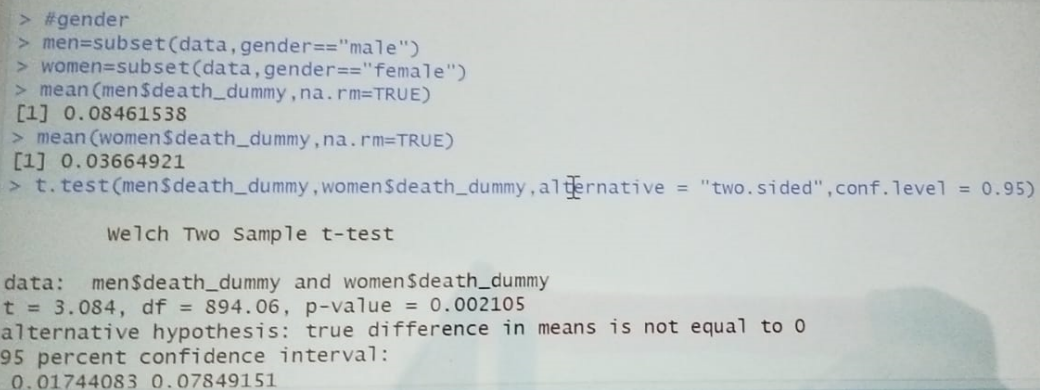 > #gender
> men=subset(data,gender=="male")
> women=subset(data,gender=="female")
> mean(men$death_dummy,na.rm=TRUE)
[1] 0.08461538
> mean(women$death_dummy,na.rm=TRUE)
[1] 0.03664921
> t.test(men$death_dummy,women$death_dummy,alternative = "two.sided",conf.level = 0.95)
Welch Two Sample t-test
data:  men$death_dummy and women$death_dummy
t = 3.084, df = 894.06, p-value = 0.002105
alternative hypothesis: true difference in means is not equal to 0
95 percent confidence interval:
0.01744083 0.07849151